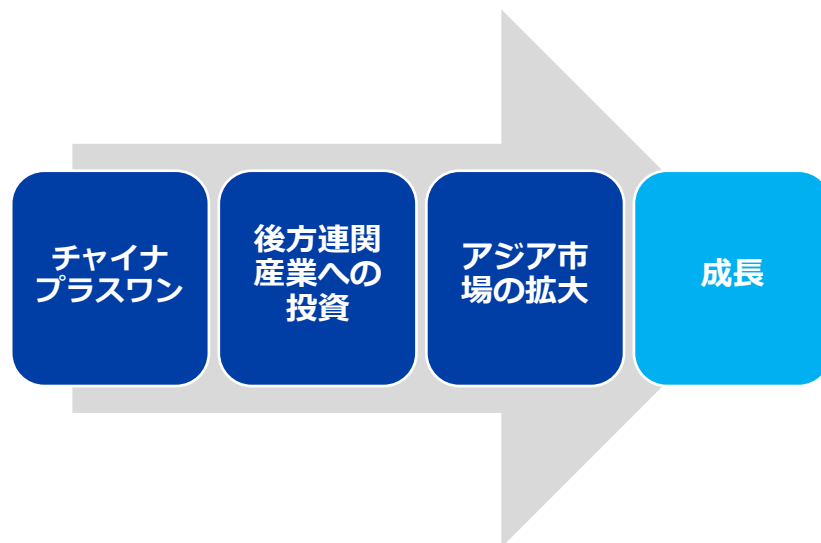 チャイナ
プラスワン
後方連関
産業への
投資
アジア市
場の拡大
成長